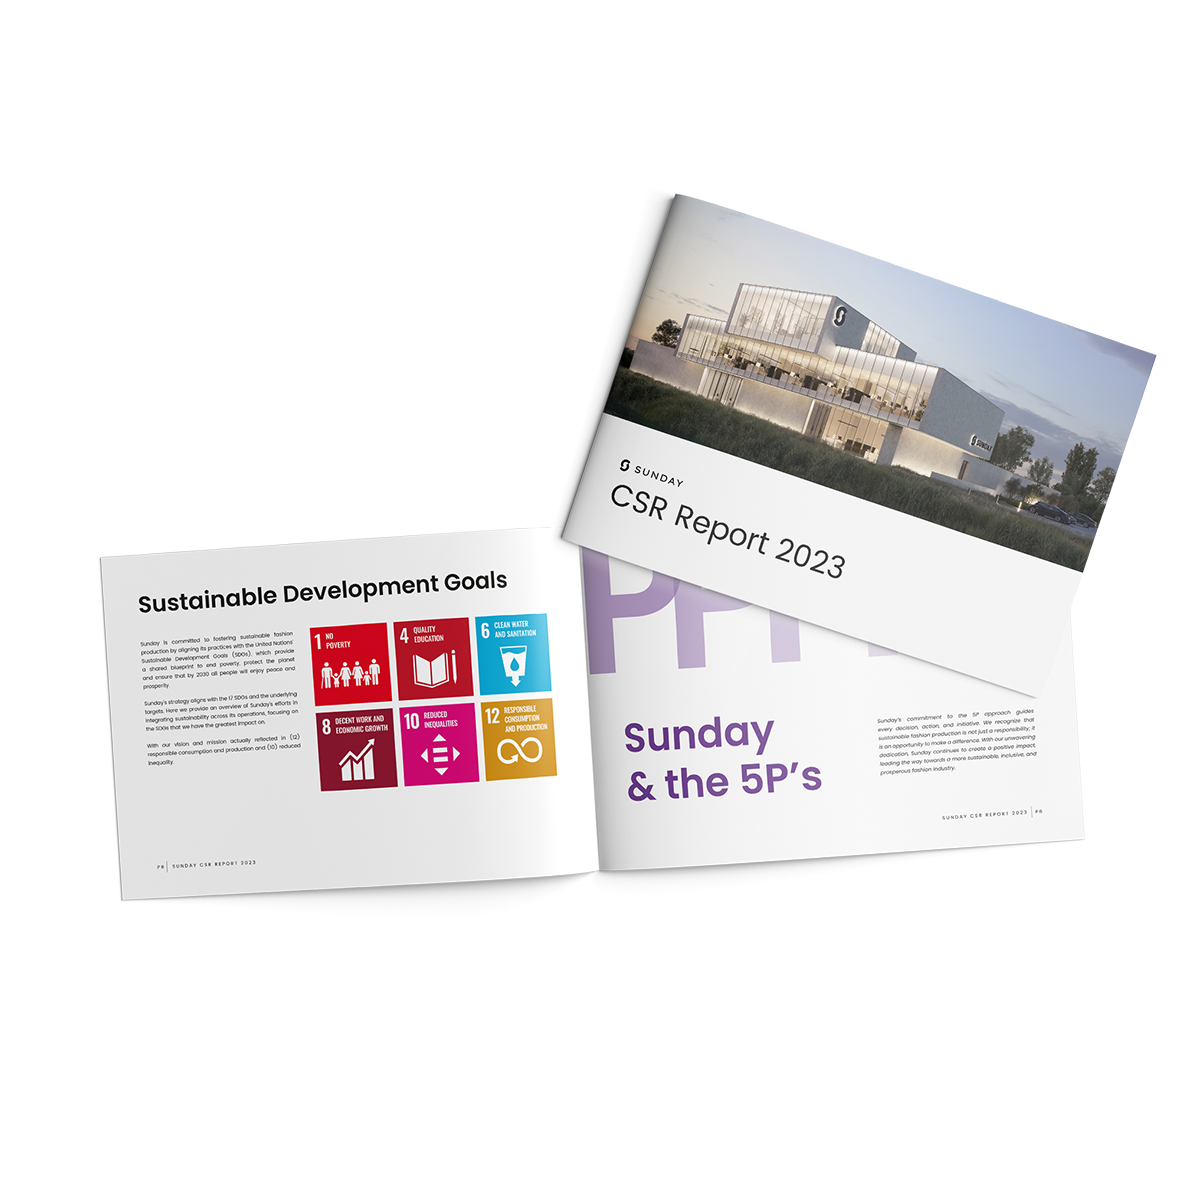 SUNDAY
SUNDAY
CSR Report 2023
Sustainable Development Goals
Sunday is committed to fostering sustainable fashion
production by aligning its practices with the United Nations'
Sustainable Development Goals (SDGs), which provide
a shared blueprint to end poverty, protect the planet
and ensure that by 2030 all people will enjoy peace and
prosperity.
Sunday's strategy aligns with the 17 SDGs and the underlying
targets. Here we provide an overview of Sunday's efforts in
integrating sustainability across its operations, focusing on
the SDGs that we have the greatest impact on.
With our vision and mission actually reflected in (12)
responsible consumption and production and (10) reduced
inequality.
1 NO
POVERTY
4 QUALITY
EDUCATION
6 CLEAN WATER
AND SANITATION
8 DECENT WORK AND
ECONOMIC GROWTH
10 REDUCED
INEQUALITIES
12 RESPONSIBLE
CONSUMPTION
AND PRODUCTION
P8 | SUNDAY CSR REPORT 2023
PPP
Sunday
& the 5P's
Sunday's commitment to the 5P approach guides
every decision, action, and initiative. We recognize that
sustainable fashion production is not just a responsibility; it
is an opportunity to make a difference. With our unwavering
dedication, Sunday continues to create a positive impact,
leading the way towards a more sustainable, inclusive, and
prosperous fashion industry.
SUNDAY CSR REPORT 2023